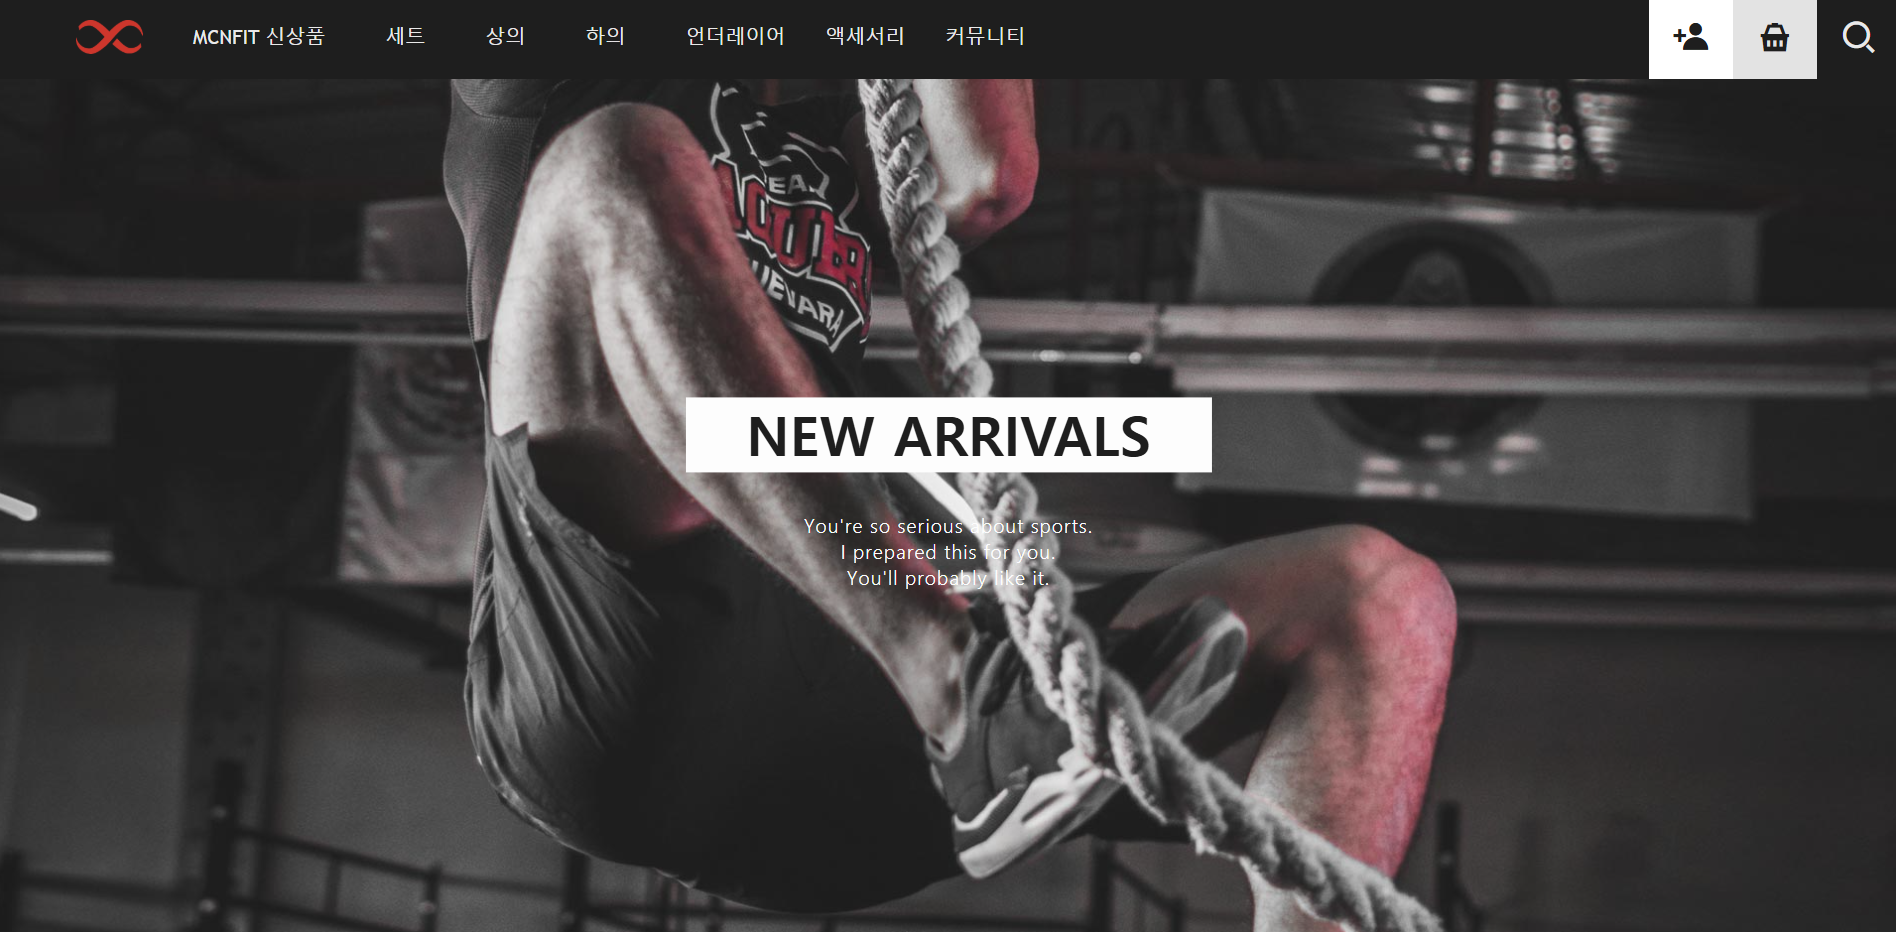 MCNFIT 신상품 세트 상의 하의 언더레이어 액세서리 커뮤니티
NEW ARRIVALS
You're so serious about sports.
I prepared this for you.
You'll probably like it.